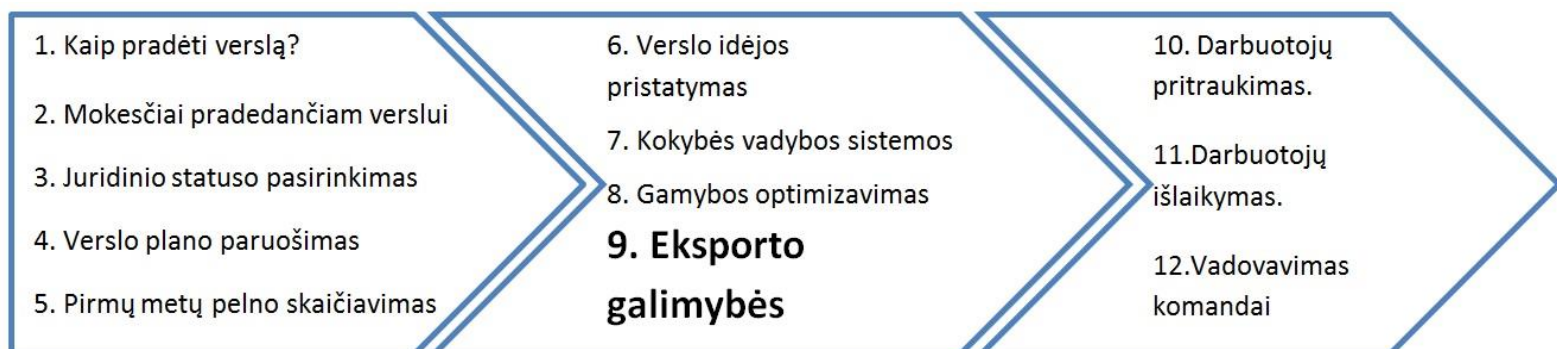 1. Kaip pradėti verslą?
2. Mokesčiai pradedančiam verslui
3. Juridinio statuso pasirinkimas
4. Verslo plano paruošimas
5. Pirmų metų pelno skaičiavimas
6. Verslo idėjos
pristatymas
7. Kokybės vadybos sistemos
8. Gamybos optimizavimas
9. Eksporto
galimybės
10. Darbuotojų
pritraukimas.
11.Darbuotojų
išlaikymas.
12.Vadovavimas
komandai